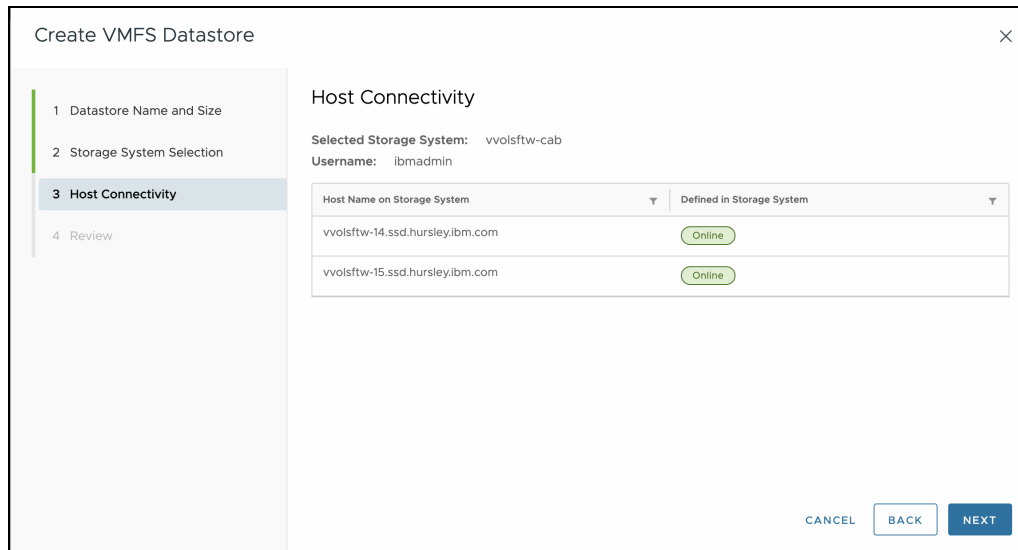 Create VMFS Datastore
1 Datastore Name and Size
2 Storage System Selection
3 Host Connectivity
4 Review
Host Connectivity
Selected Storage System: vvolsftw-cab
Username: ibmadmin
Host Name on Storage System Defined in Storage System
vvolsftw-14.ssd.hursley.ibm.com Online
vvolsftw-15.ssd.hursley.ibm.com Online
CANCEL BACK NEXT